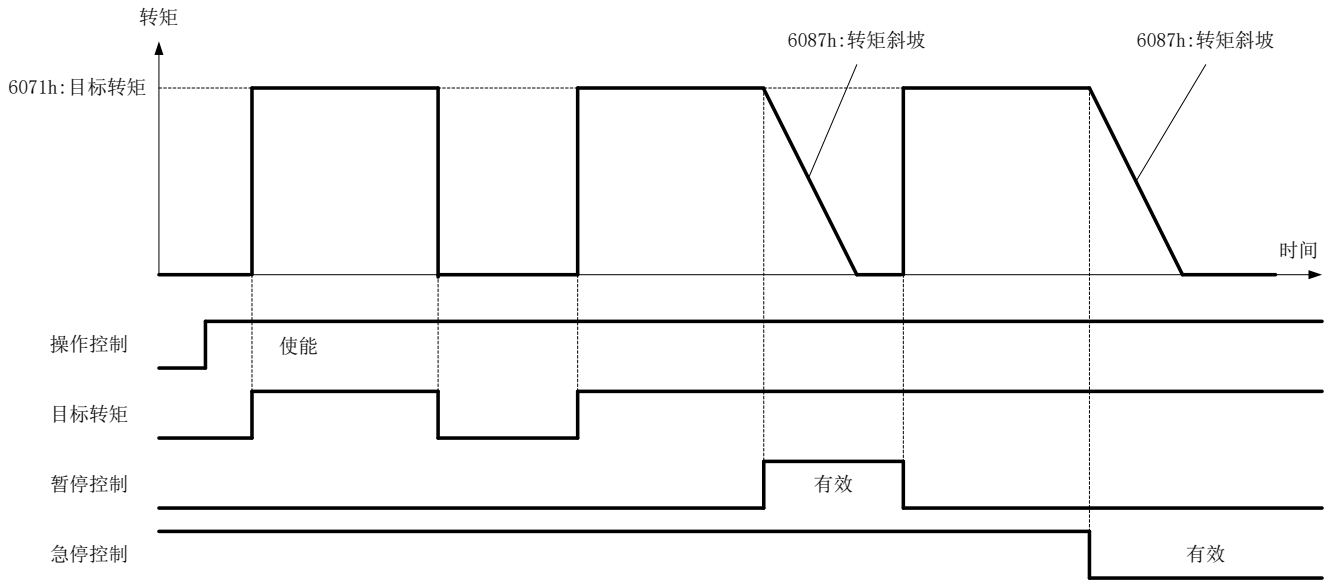 转矩
6087h:转矩斜坡
6087h:转矩斜坡
6071h:目标转矩
时间
操作控制
使能
目标转矩
暂停控制
有效
急停控制
有效